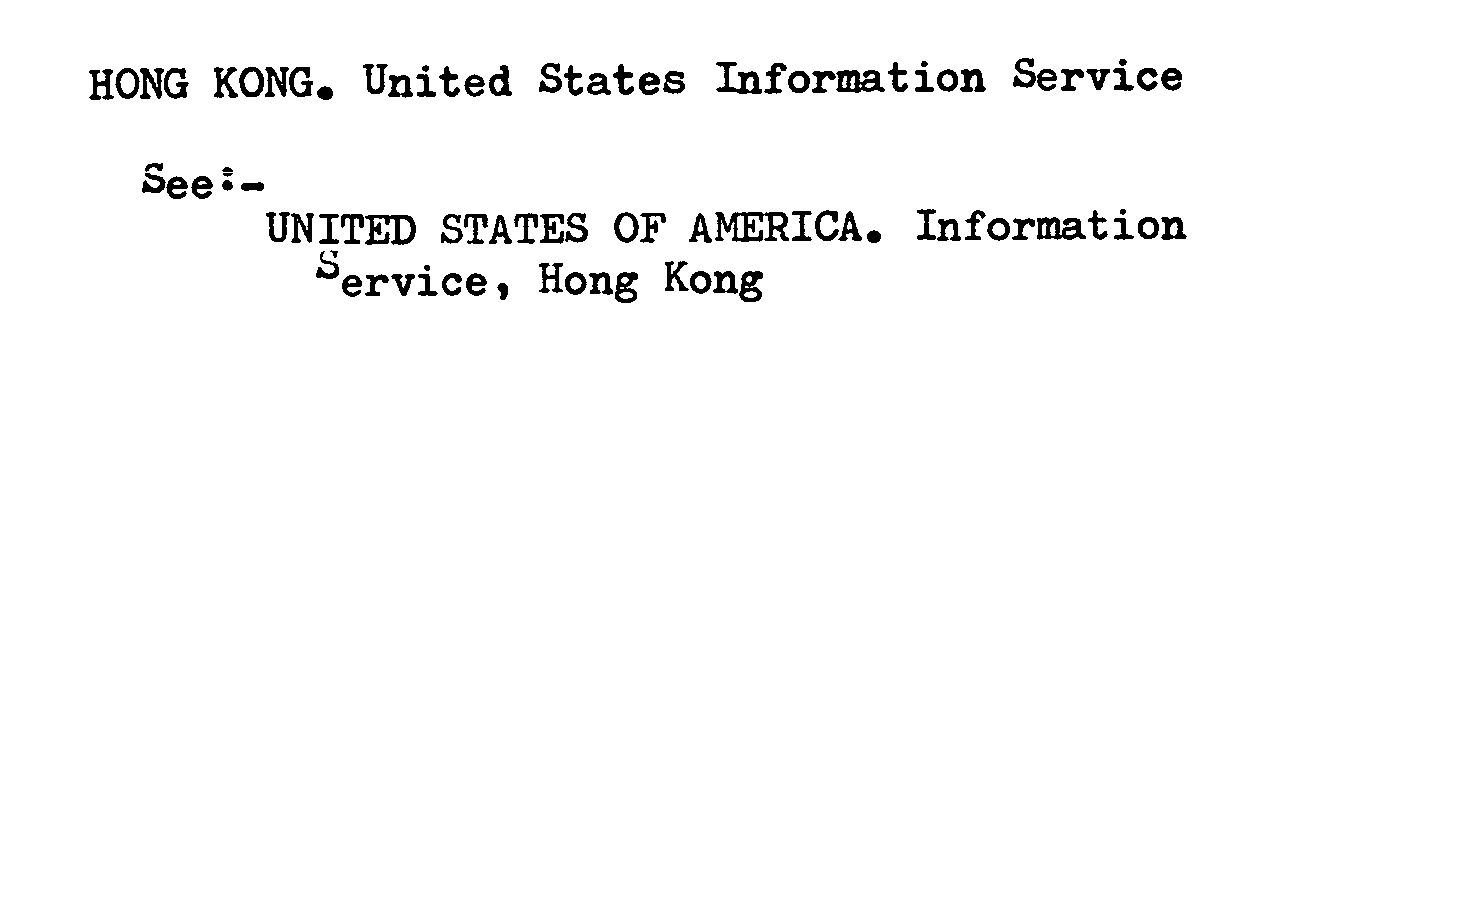 HONG KONG. United States Information Service
See:-
UNITED STATES OF AMERICA. Information
Service, Hong Kong